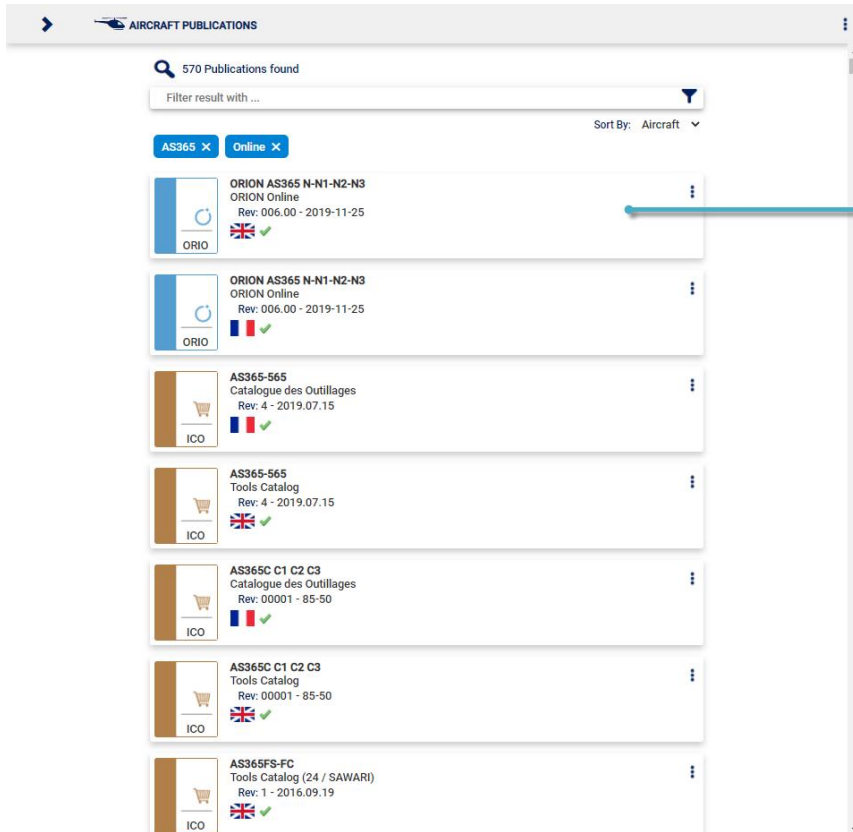 AIRCRAFT PUBLICATIONS
570 Publications found
Filter result with ...
Sort By: Aircraft
AS365 ✕ Online ✕
ORION AS365 N-N1-N2-N3
ORION Online
Rev: 006.00 - 2019-11-25
ORIO
ORION AS365 N-N1-N2-N3
ORION Online
Rev: 006.00 - 2019-11-25
ORIO
AS365-565
Catalogue des Outillages
Rev: 4 - 2019.07.15
ICO
AS365-565
Tools Catalog
Rev: 4 - 2019.07.15
ICO
AS365C C1 C2 C3
Catalogue des Outillages
Rev: 00001 - 85-50
ICO
AS365C C1 C2 C3
Tools Catalog
Rev: 00001 - 85-50
ICO
AS365FS-FC
Tools Catalog (24 / SAWARI)
Rev: 1 - 2016.09.19
ICO